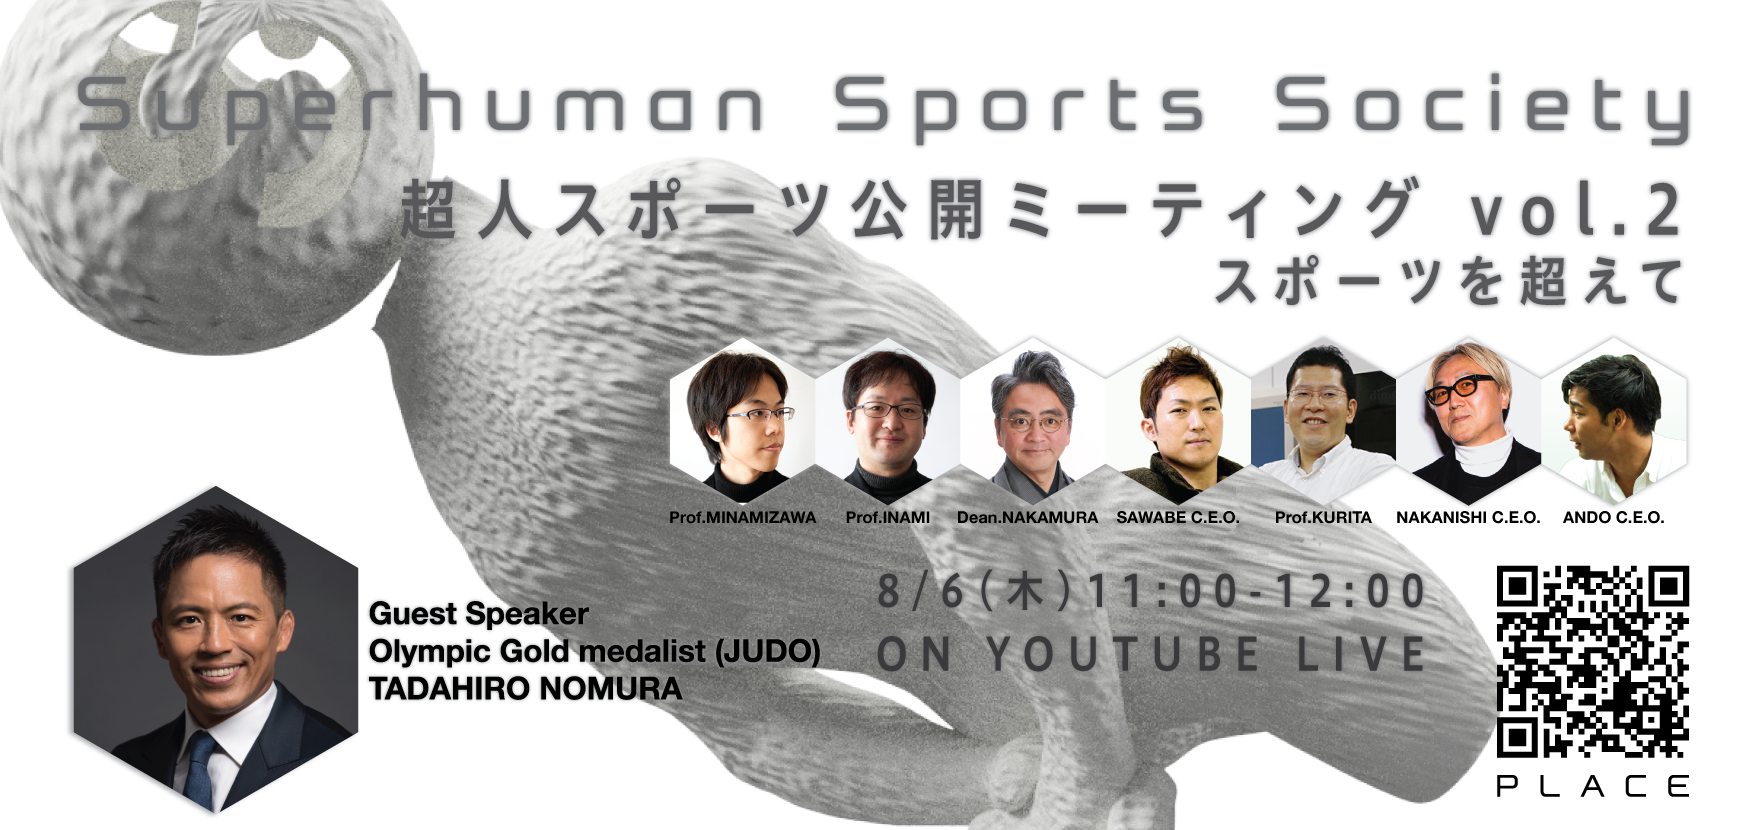 Superhuman Sports Society
超人スポーツ公開ミーティング vol.2
スポーツを超えて
Prof.MINAMIZAWA
Prof.INAMI
Dean.NAKAMURA
SAWABE C.E.O.
Prof.KURITA
NAKANISHI C.E.O.
ANDO C.E.O.
Guest Speaker
Olympic Gold medalist (JUDO)
TADAHIRO NOMURA
8/6(木)11:00-12:00
ON YOUTUBE LIVE
PLACE